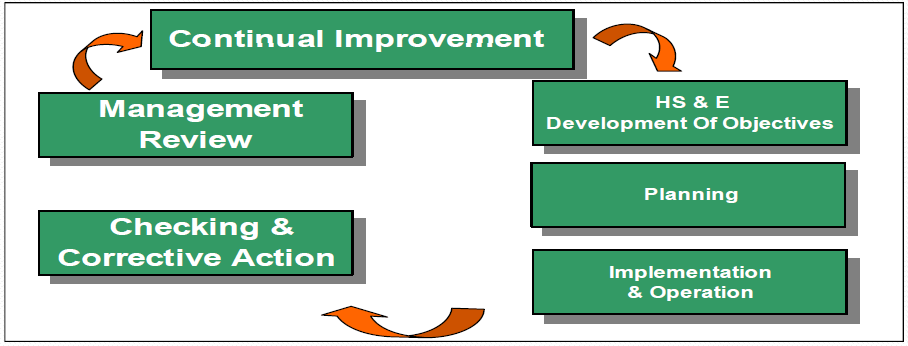 Continual Improvement
HS & E
Development Of Objectives
Planning
Implementation
& Operation
Checking &
Corrective Action
Management
Review